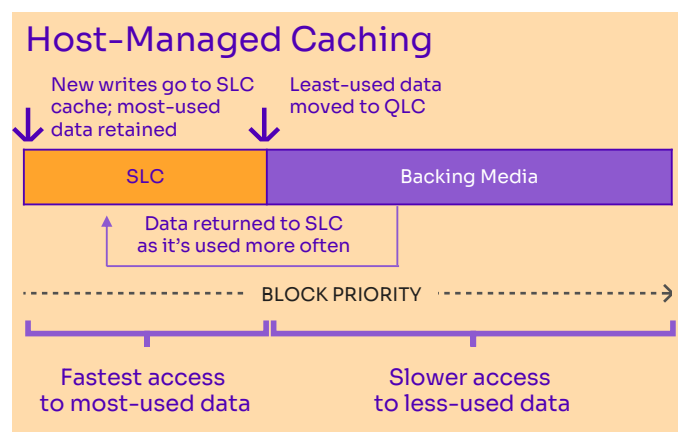 Host-Managed Caching
New writes go to SLC
cache; most-used
data retained
Least-used data
moved to QLC
SLC
Backing Media
Data returned to SLC
as it’s used more often
BLOCK PRIORITY
Fastest access
to most-used data
Slower access
to less-used data